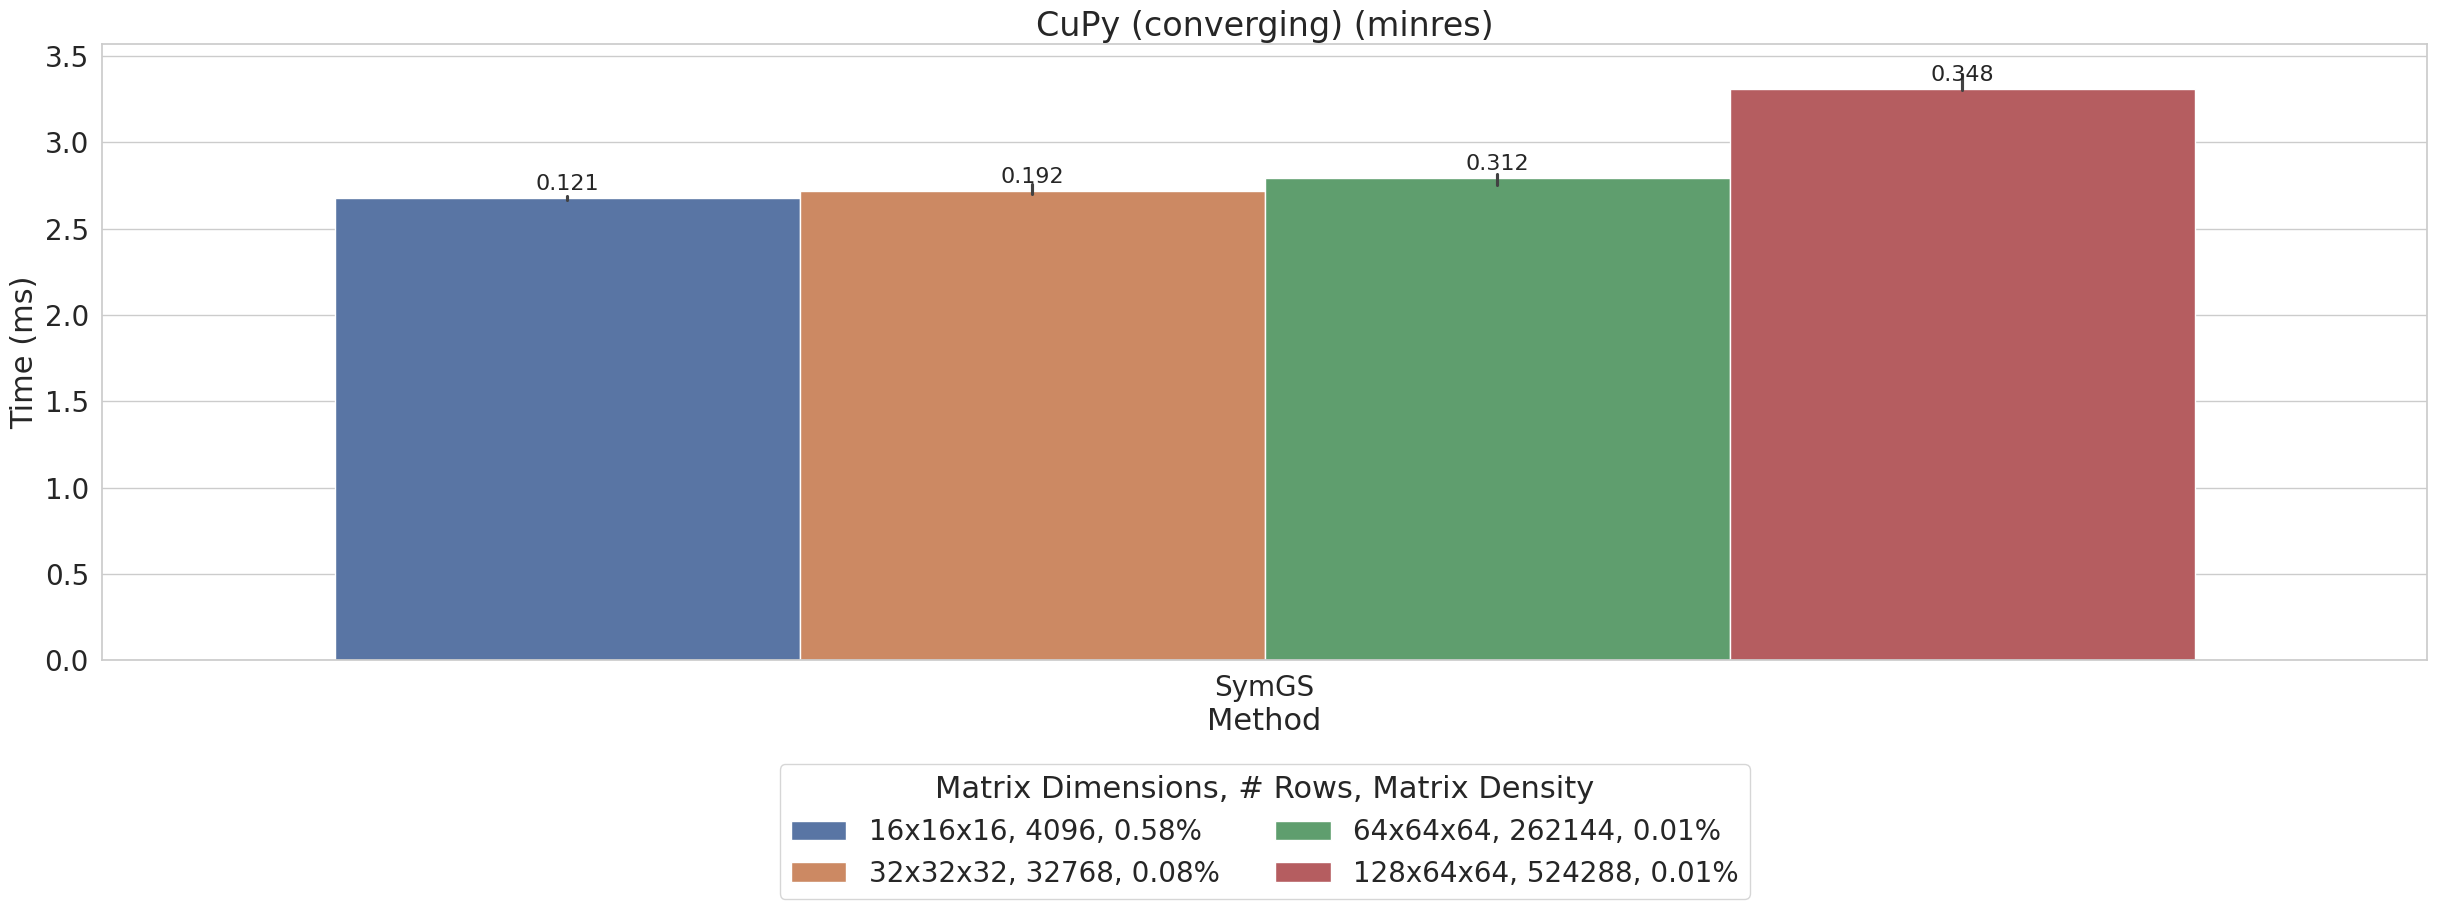 CuPy (converging) (minres)
Time (ms)
3.5
3.0
2.5
2.0
1.5
1.0
0.5
0.0
0.121
0.192
0.312
0.348
SymGS
Method
Matrix Dimensions, # Rows, Matrix Density
16x16x16, 4096, 0.58%
32x32x32, 32768, 0.08%
64x64x64, 262144, 0.01%
128x64x64, 524288, 0.01%